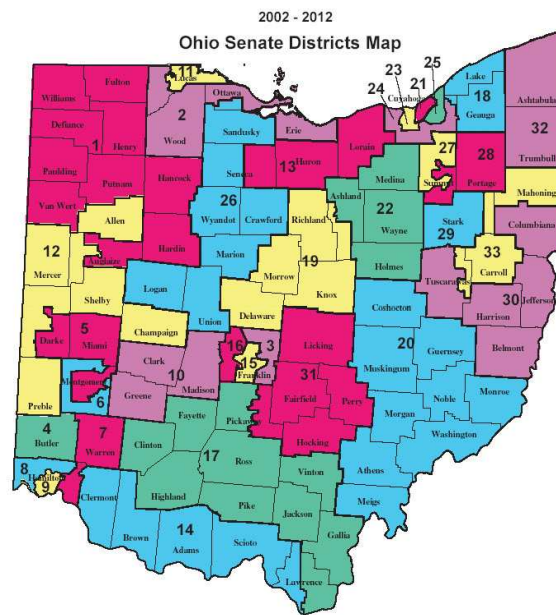 2002 - 2012
Ohio Senate Districts Map
25
11
23
21
Lucas
Fulton
Williams
Ottawa
24
Cuyahoga
Lake
18
Geauga
Ashtabula
2
Wood
Defiance
Henry
Sandusky
Erie
Lorain
32
Trumbull
1
13
Huron
Seneca
Medina
27
28
Summit
Portage
Paulding
Putnam
Hancock
Van Wert
Allen
26
Wyandot
Crawford
Richland
Ashland
22
Wayne
Mahoning
Stark
29
Columbiana
12
Mercer
Auglaize
Hardin
Marion
19
Morrow
Holmes
33
Carroll
Tuscarawas
Jefferson
30
Harrison
Logan
Shelby
Union
Delaware
Knox
Coshocton
Belmont
5
Darke
Miami
Champaign
16
3
15
Franklin
Licking
20
Guernsey
Muskingum
Clark
10
Madison
31
Fairfield
Perry
Noble
Monroe
Montgomery
6
Preble
Greene
Fayette
Pickaway
Hocking
Morgan
Washington
4
Butler
7
Warren
Clinton
17
Ross
Vinton
Athens
8
Hamilton
9
Clermont
Highland
Pike
Jackson
Meigs
Brown
14
Adams
Scioto
Gallia
Lawrence